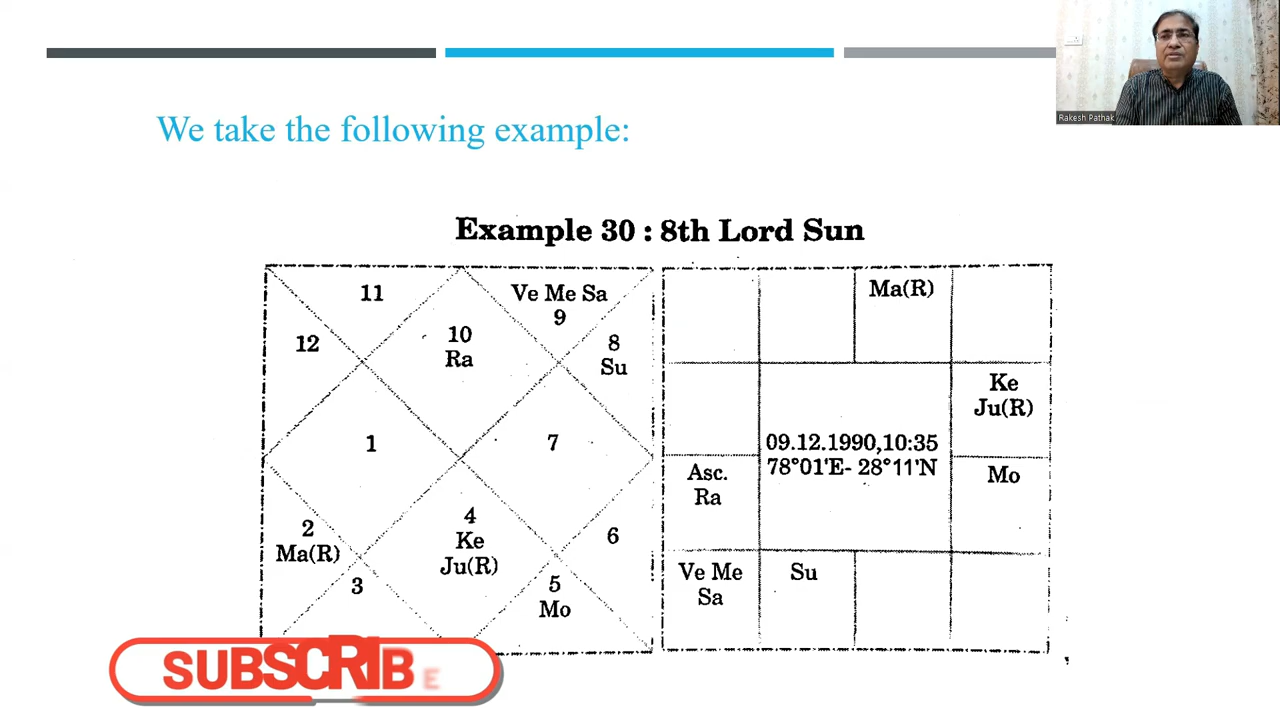 Rakesh Pathak
We take the following example:
Example 30 : 8th Lord Sun
11
Ve Me Sa
9
12
10
Ra
8
Su
1
7
2
Ma(R)
4
Ke
Ju(R)
6
3
5
Mo
Ma(R)
Ke
Ju(R)
09.12.1990,10:35
78°01'E- 28°11'N
Asc.
Ra
Mo
Ve Me
Sa
Su
SUBSCRIBE